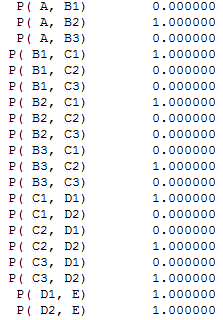 P( A, B1) 0.000000
P( A, B2) 1.000000
P( A, B3) 0.000000
P( B1, C1) 1.000000
P( B1, C2) 0.000000
P( B1, C3) 0.000000
P( B2, C1) 1.000000
P( B2, C2) 0.000000
P( B2, C3) 0.000000
P( B3, C1) 0.000000
P( B3, C2) 1.000000
P( B3, C3) 0.000000
P( C1, D1) 1.000000
P( C1, D2) 0.000000
P( C2, D1) 0.000000
P( C2, D2) 1.000000
P( C3, D1) 0.000000
P( C3, D2) 1.000000
P( D1, E) 1.000000
P( D2, E) 1.000000